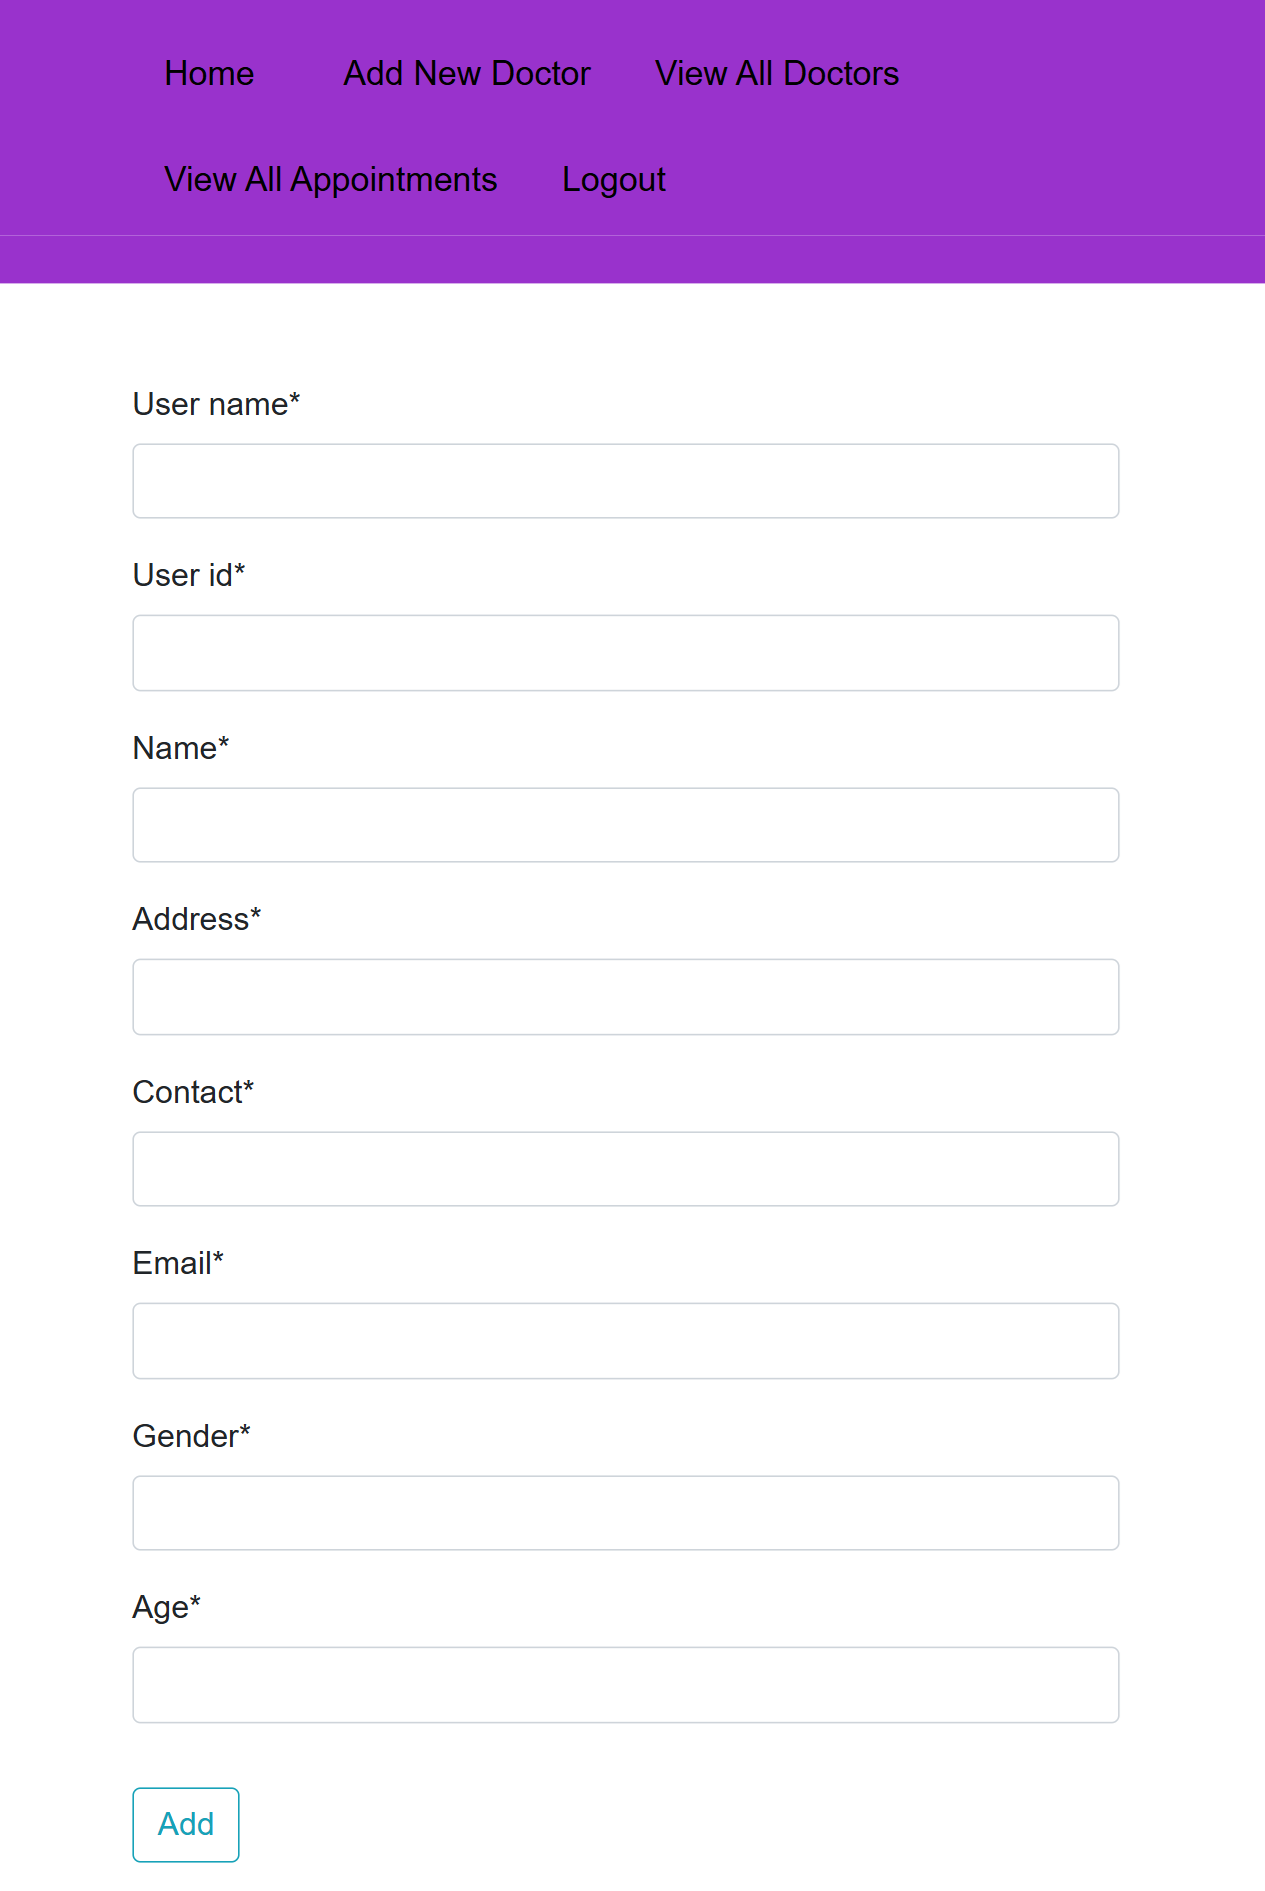 Home Add New Doctor View All Doctors
View All Appointments Logout
User name*
User id*
Name*
Address*
Contact*
Email*
Gender*
Age*
Add